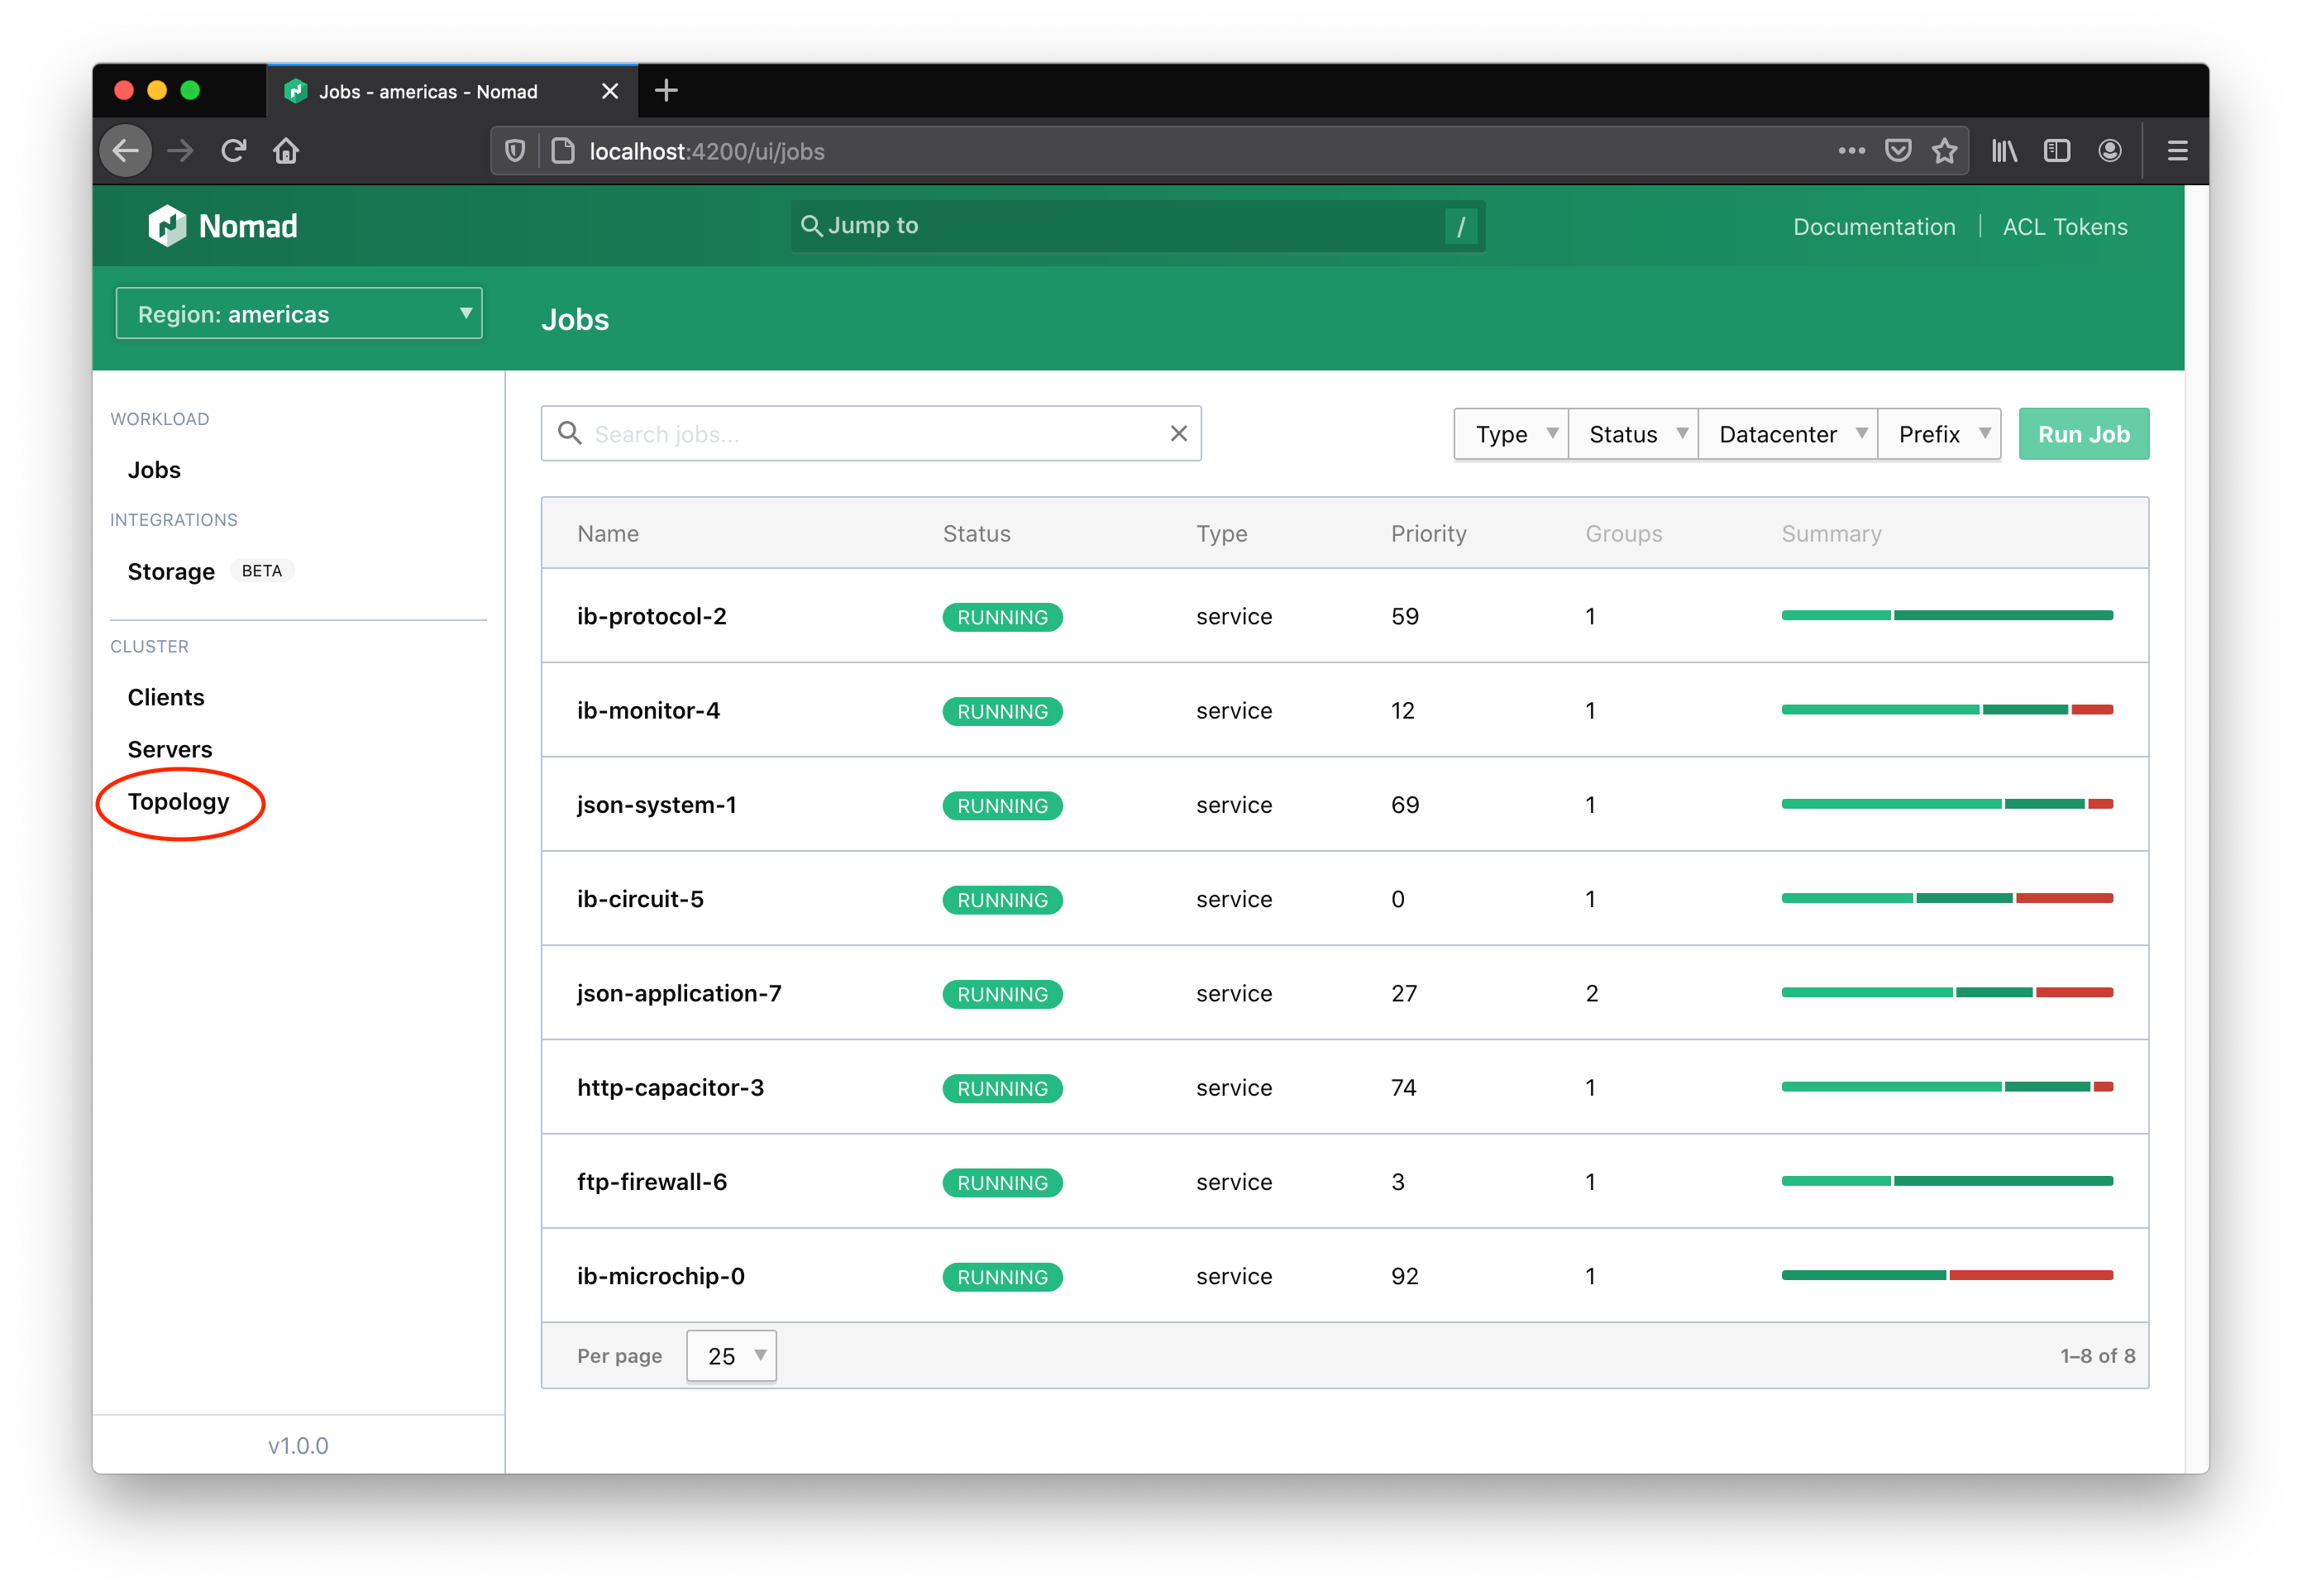 Jobs - americas - Nomad
localhost:4200/ui/jobs
Nomad
Jump to /
Documentation ACL Tokens
Region: americas
Jobs
WORKLOAD
Jobs
INTEGRATIONS
Storage BETA
CLUSTER
Clients
Servers
Topology
v1.0.0
Search jobs...
Type Status Datacenter Prefix Run Job
Name Status Type Priority Groups Summary
ib-protocol-2 RUNNING service 59 1
ib-monitor-4 RUNNING service 12 1
json-system-1 RUNNING service 69 1
ib-circuit-5 RUNNING service 0 1
json-application-7 RUNNING service 27 2
http-capacitor-3 RUNNING service 74 1
ftp-firewall-6 RUNNING service 3 1
ib-microchip-0 RUNNING service 92 1
Per page 25 1–8 of 8